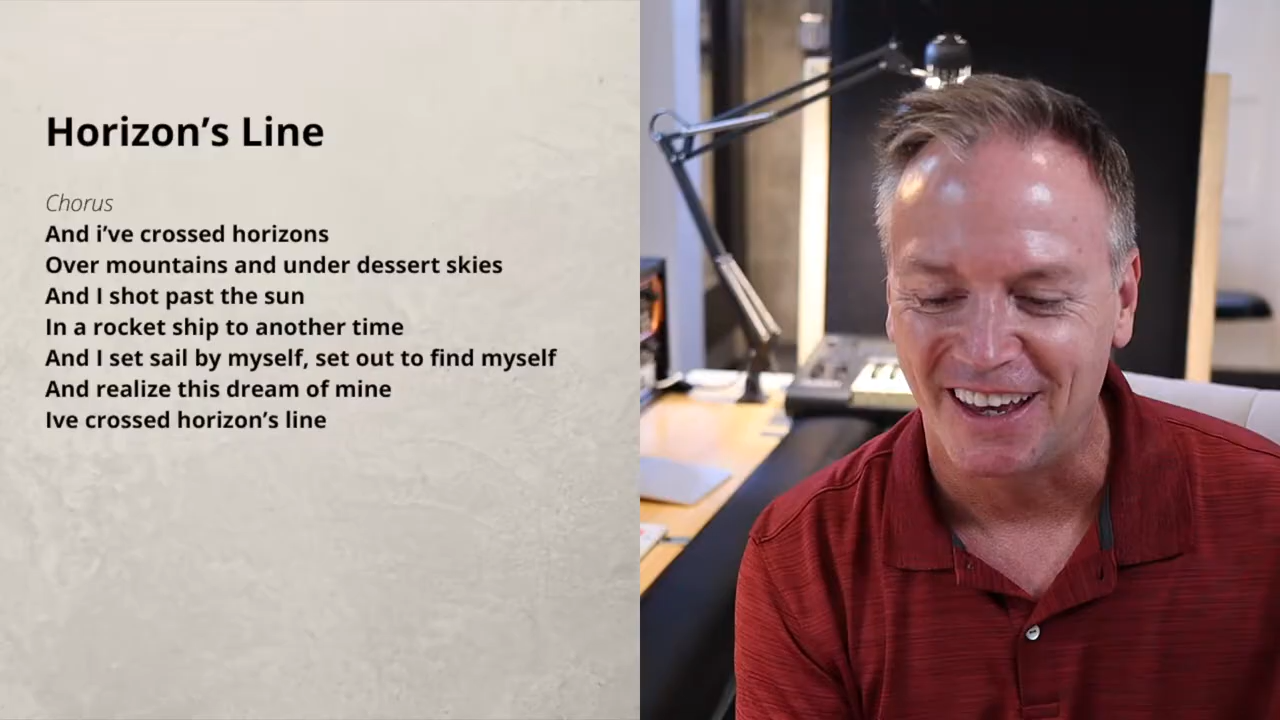 Horizon’s Line
Chorus
And i’ve crossed horizons
Over mountains and under dessert skies
And I shot past the sun
In a rocket ship to another time
And I set sail by myself, set out to find myself
And realize this dream of mine
Ive crossed horizon’s line